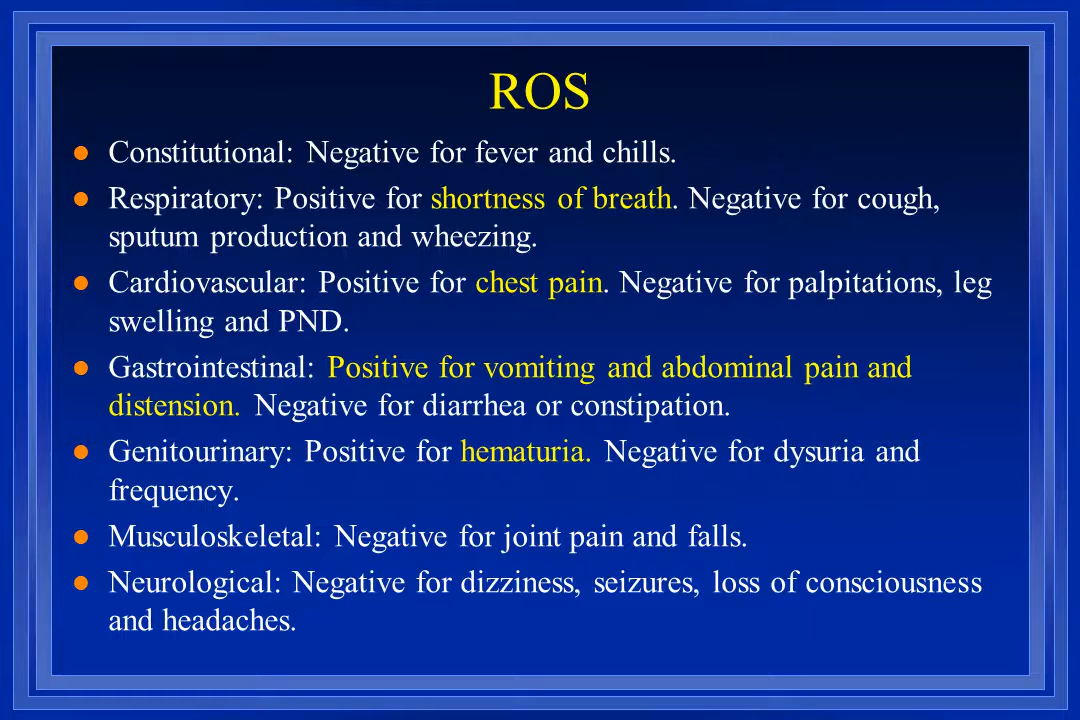 ROS
Constitutional: Negative for fever and chills.
Respiratory: Positive for shortness of breath. Negative for cough,
sputum production and wheezing.
Cardiovascular: Positive for chest pain. Negative for palpitations, leg
swelling and PND.
Gastrointestinal: Positive for vomiting and abdominal pain and
distension. Negative for diarrhea or constipation.
Genitourinary: Positive for hematuria. Negative for dysuria and
frequency.
Musculoskeletal: Negative for joint pain and falls.
Neurological: Negative for dizziness, seizures, loss of consciousness
and headaches.